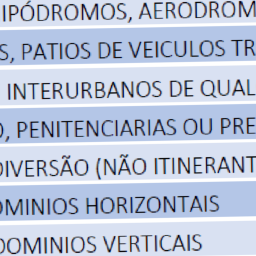 IPÓDROMOS, AERODROM
S, PATIOS DE VEICULOS TR
INTERURBANOS DE QUAL
O, PENITENCIARIAS OU PRE
DIVERSÃO (NÃO ITINERANT
OMINIOS HORIZONTAIS
DOMINIOS VERTICAIS